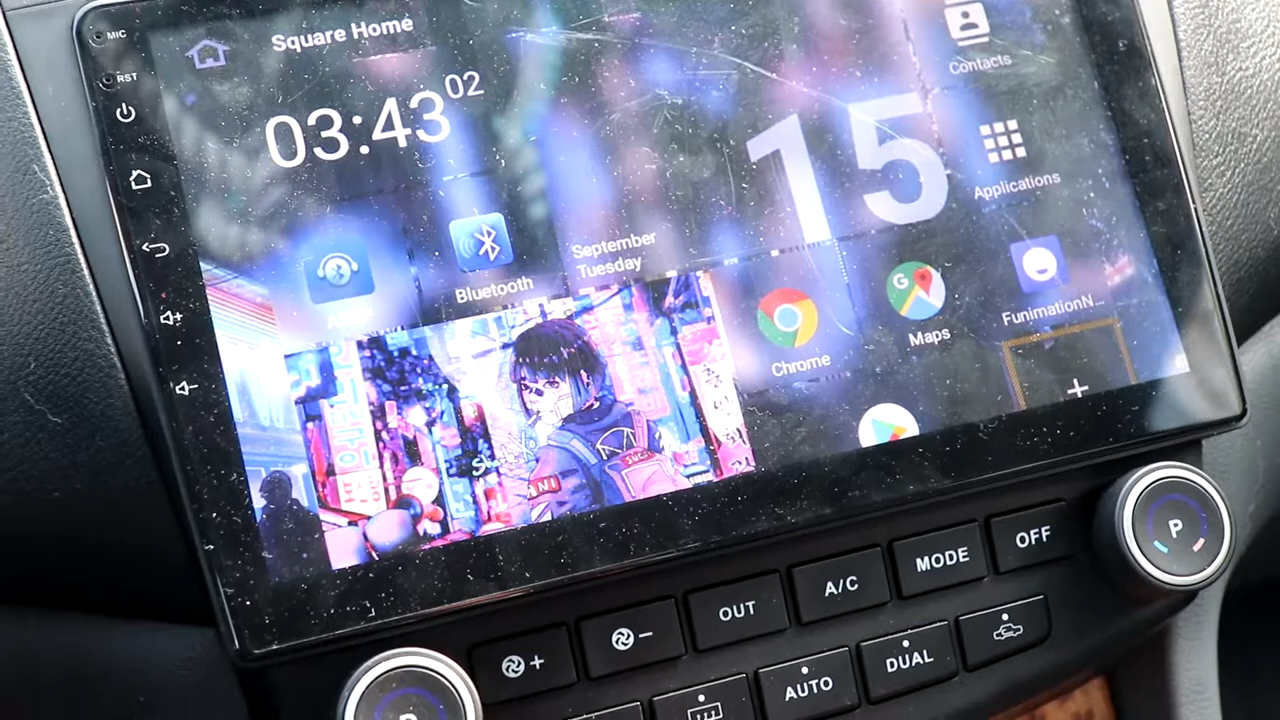 MIC
Square Home
RST
03:43 02
15
Contacts
Applications
September
Tuesday
Bluetooth
Chrome
Maps
FunimationN...
P
OFF
MODE
A/C
OUT
DUAL
AUTO